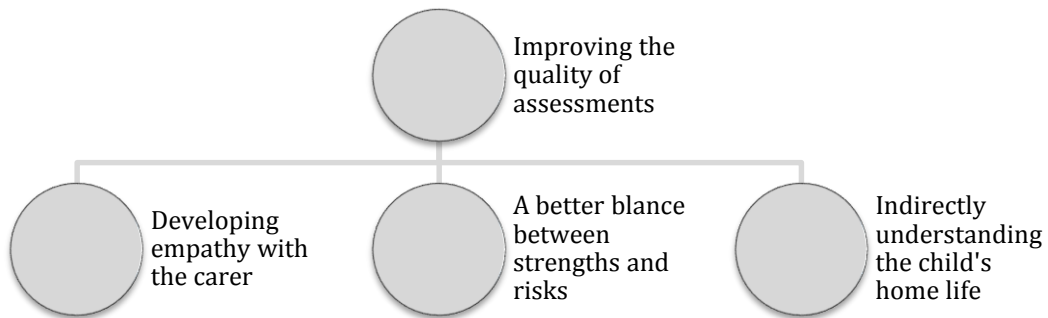 Improving the
quality of
assessments
Developing
empathy with
the carer
A better blance
between
strengths and
risks
Indirectly
understanding
the child's
home life